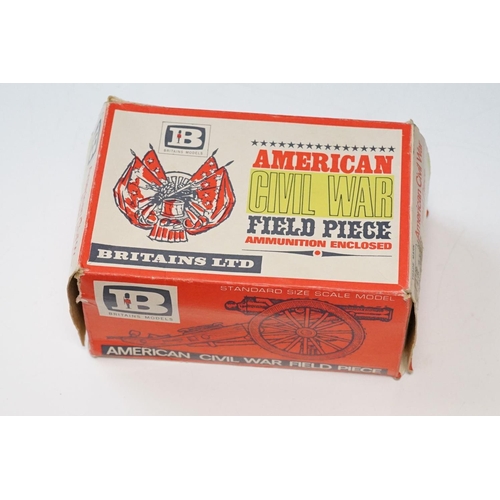 B
BRITAINS MODELS
AMERICAN
CIVIL WAR
FIELD PIECE
AMMUNITION ENCLOSED
BRITAINS LTD
B
BRITAINS MODELS
STANDARD SIZE SCALE MODEL
AMERICAN CIVIL WAR FIELD PIECE